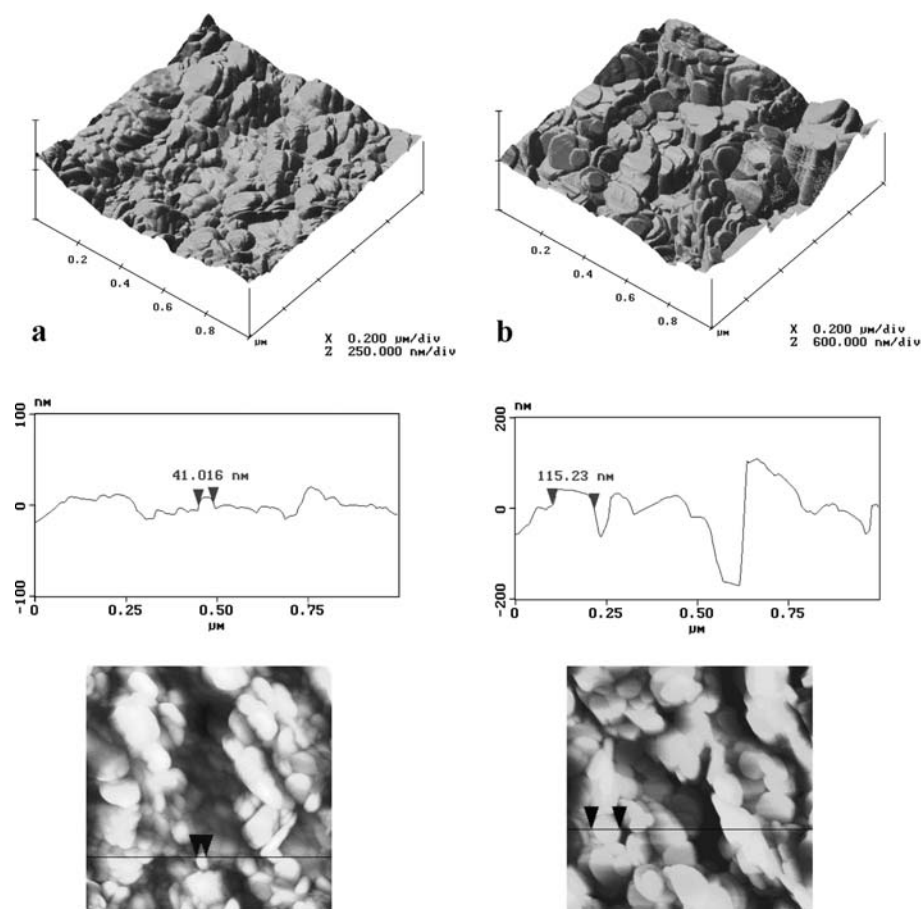 0.2
0.4
0.6
0.8
µM
X 0.200 µM/div
Z 250.000 nM/div
a
0.2
0.4
0.6
0.8
µM
X 0.200 µM/div
Z 600.000 nM/div
b
nM
100
0
-100
41.016 nM
0 0.25 0.50 0.75
µM
nM
200
0
-200
115.23 nM
0 0.25 0.50 0.75
µM